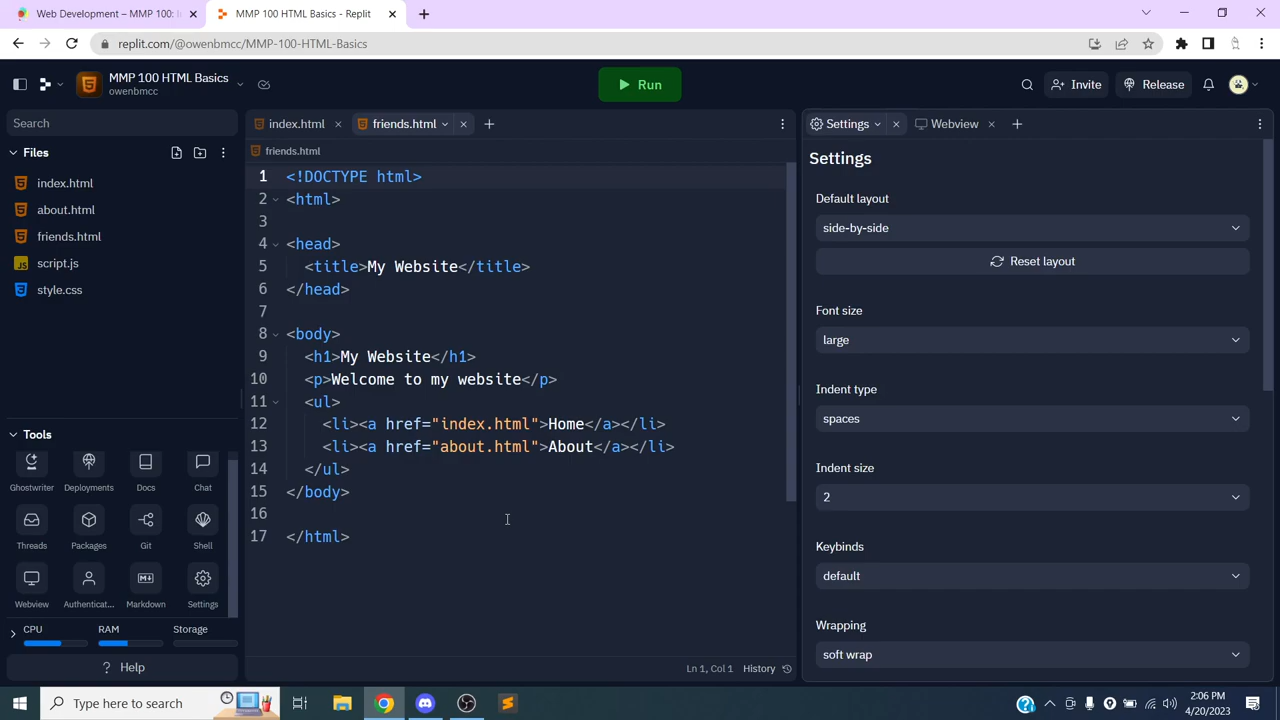 Web Development – MMP 100: I
MMP 100 HTML Basics - Replit
replit.com/@owenbmcc/MMP-100-HTML-Basics
MMP 100 HTML Basics
owenbmcc
Run
Invite
Release
Search
Files
index.html
about.html
friends.html
script.js
style.css
Tools
Ghostwriter
Deployments
Docs
Chat
Threads
Packages
Git
Shell
Webview
Authenticat...
Markdown
Settings
CPU
RAM
Storage
? Help
index.html
friends.html
friends.html
1 <!DOCTYPE html>
2 <html>
3
4 <head>
5 <title>My Website</title>
6 </head>
7
8 <body>
9 <h1>My Website</h1>
10 <p>Welcome to my website</p>
11 <ul>
12 <li><a href="index.html">Home</a></li>
13 <li><a href="about.html">About</a></li>
14 </ul>
15 </body>
16
17 </html>
Ln 1, Col 1 History
Settings
Webview
Settings
Default layout
side-by-side
Reset layout
Font size
large
Indent type
spaces
Indent size
2
Keybinds
default
Wrapping
soft wrap
Type here to search
2:06 PM
4/20/2023